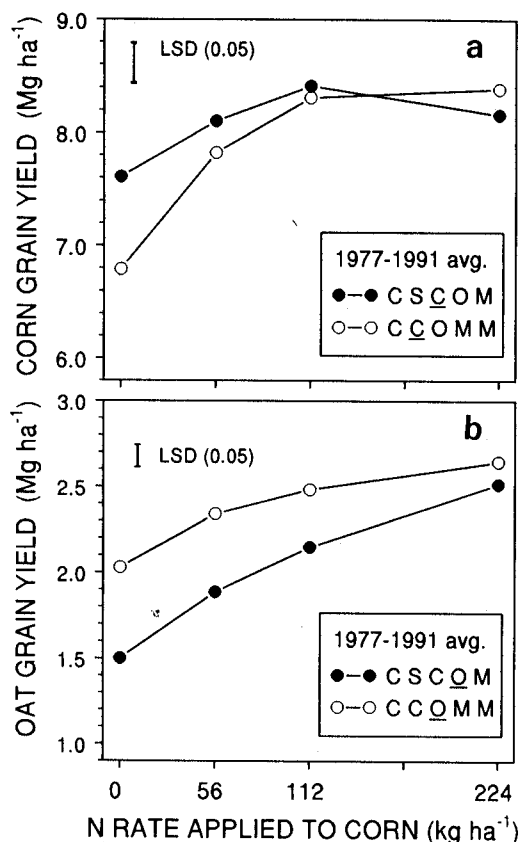 CORN GRAIN YIELD (Mg ha⁻¹)
9.0
8.0
7.0
6.0
LSD (0.05)
a
1977-1991 avg.
C S C O M
C C O M M
OAT GRAIN YIELD (Mg ha⁻¹)
3.0
2.5
2.0
1.5
1.0
LSD (0.05)
b
1977-1991 avg.
C S C O M
C C O M M
0 56 112 224
N RATE APPLIED TO CORN (kg ha⁻¹)